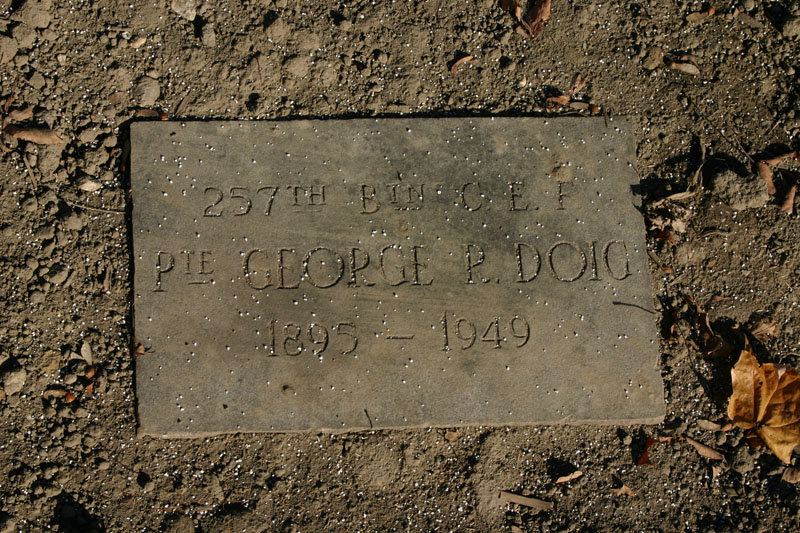 257TH BTN C.E.F
PTE GEORGE R. DOIG
1895 – 1949